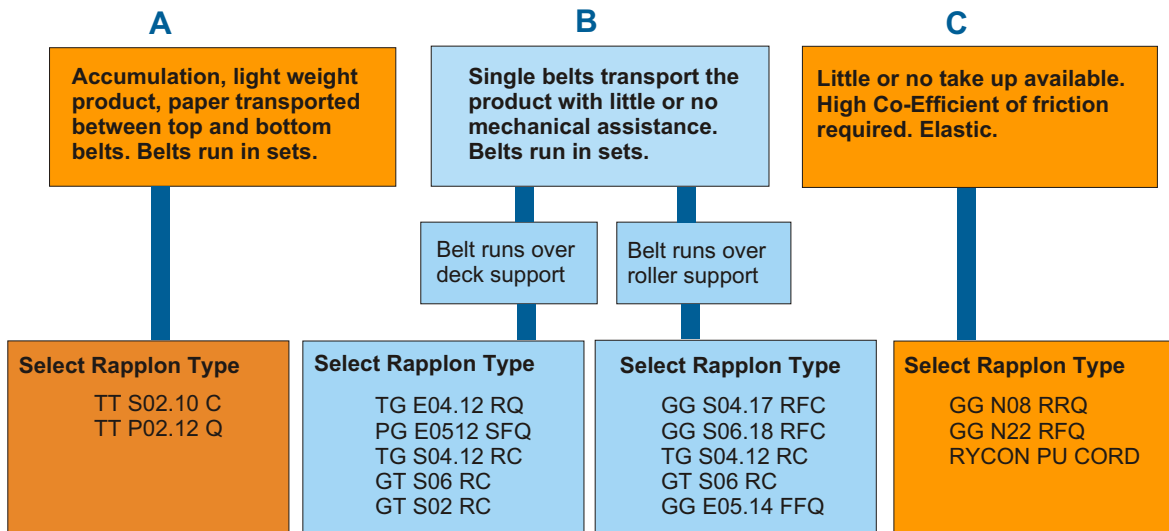 A
Accumulation, light weight
product, paper transported
between top and bottom
belts. Belts run in sets.
B
Single belts transport the
product with little or no
mechanical assistance.
Belts run in sets.
C
Little or no take up available.
High Co-Efficient of friction
required. Elastic.
Belt runs over
deck support
Belt runs over
roller support
Select Rapplon Type
TT S02.10 C
TT P02.12 Q
Select Rapplon Type
TG E04.12 RQ
PG E0512 SFQ
TG S04.12 RC
GT S06 RC
GT S02 RC
Select Rapplon Type
GG S04.17 RFC
GG S06.18 RFC
TG S04.12 RC
GT S06 RC
GG E05.14 FFQ
Select Rapplon Type
GG N08 RRQ
GG N22 RFQ
RYCON PU CORD